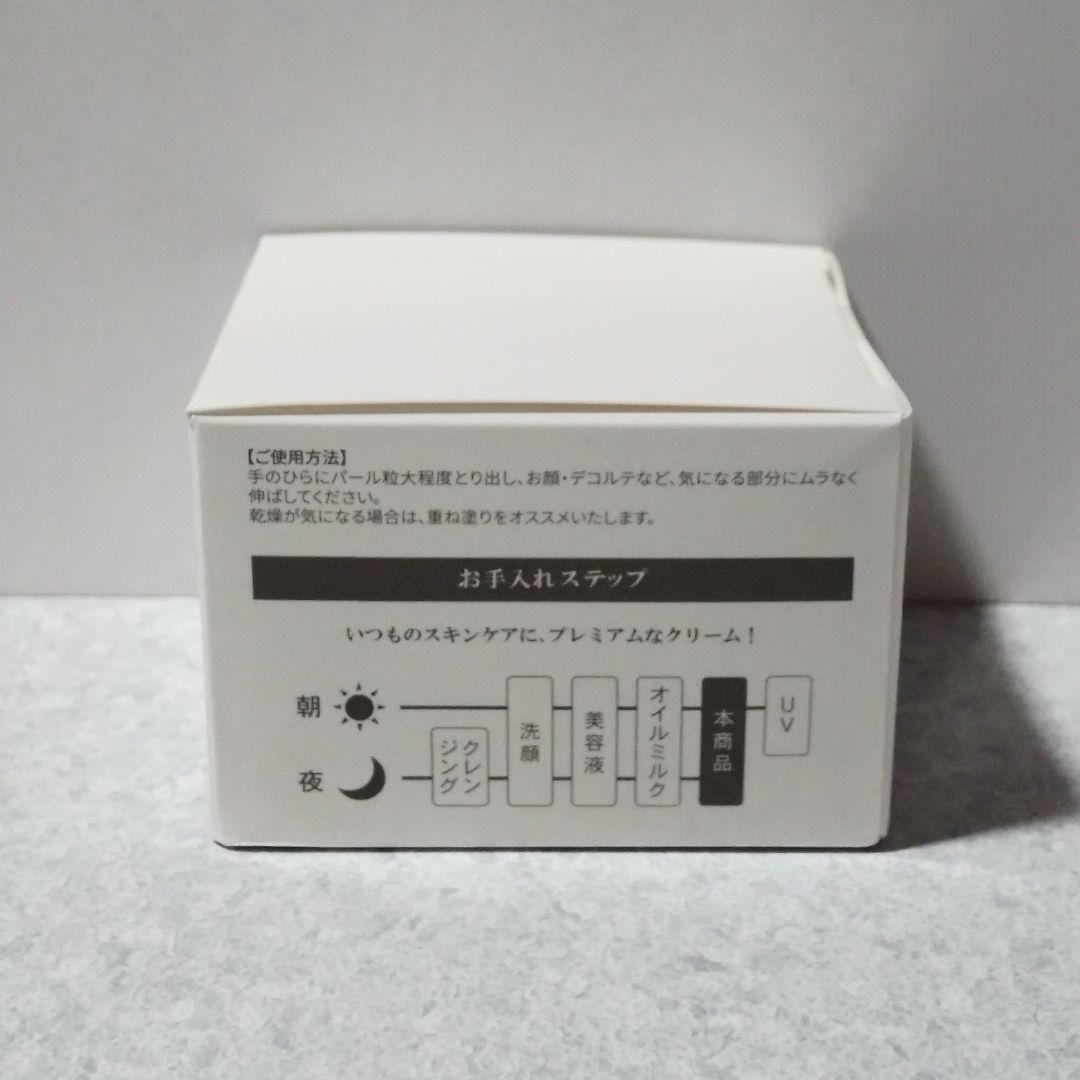 【ご使用方法】
手のひらにパール粒大程度とり出し、お顔・デコルテなど、気になる部分にムラなく
伸ばしてください。
乾燥が気になる場合は、重ね塗りをオススメいたします。
お手入れステップ
いつものスキンケアに、プレミアムなクリーム！
朝
夜
クレン
ジング
洗顔
美容液
オイルミルク
本商品
UV